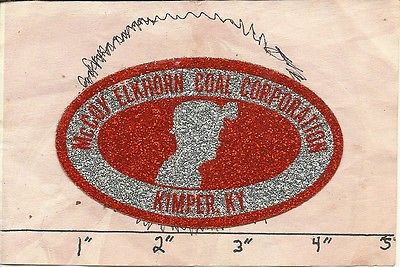 McCOY ELKHORN COAL CORPORATION
KIMPER, KY.
1" 2" 3" 4" 5"